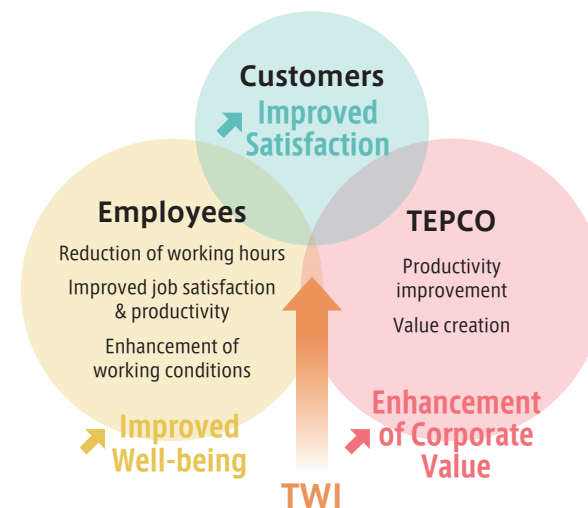 Customers
Improved
Satisfaction
Employees
Reduction of working hours
Improved job satisfaction
& productivity
Enhancement of
working conditions
Improved
Well-being
TEPCO
Productivity
improvement
Value creation
Enhancement
of Corporate
Value
TWI